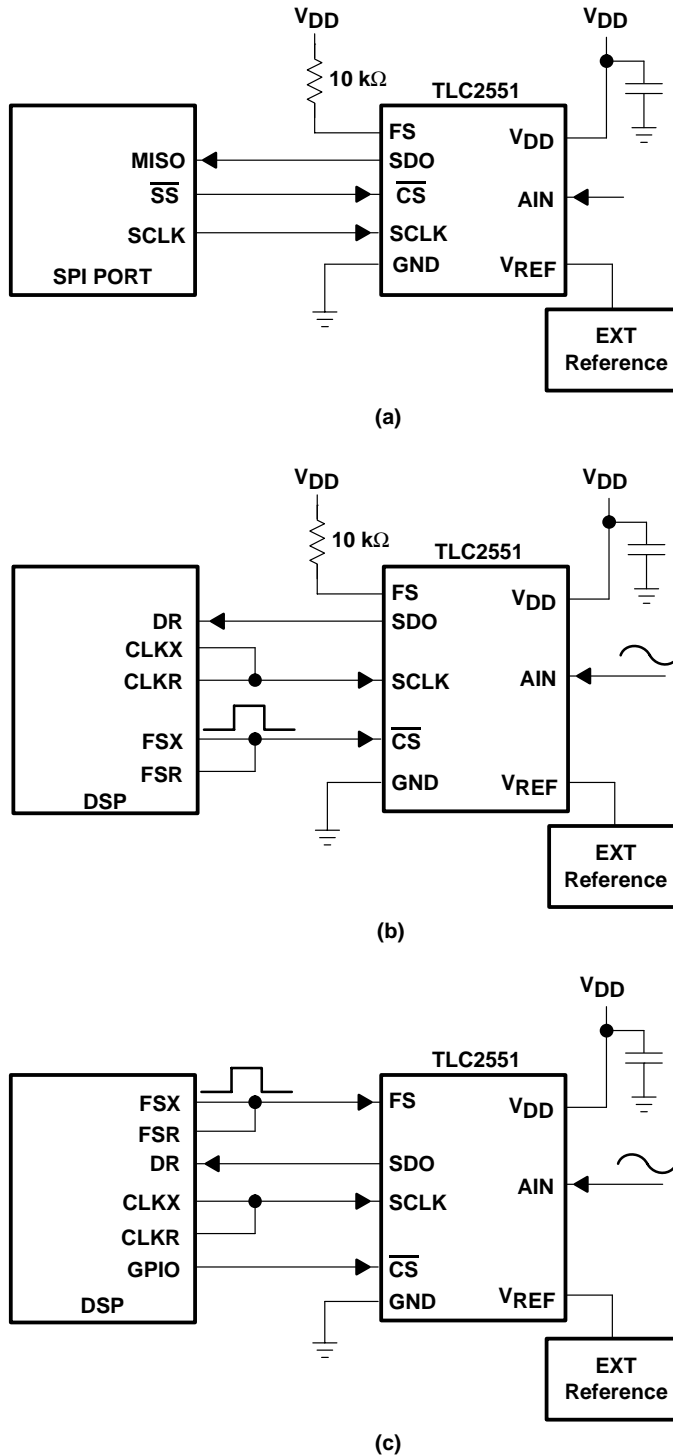 VDD
VDD
10 kΩ
TLC2551
FS
VDD
MISO
SDO
SS
CS
AIN
SCLK
SCLK
GND
VREF
SPI PORT
EXT
Reference
(a)
VDD
VDD
10 kΩ
TLC2551
FS
VDD
DR
SDO
CLKX
CLKR
SCLK
AIN
FSX
CS
FSR
GND
VREF
DSP
EXT
Reference
(b)
VDD
TLC2551
FSX
FS
VDD
FSR
DR
SDO
AIN
CLKX
SCLK
CLKR
GPIO
CS
GND
VREF
DSP
EXT
Reference
(c)